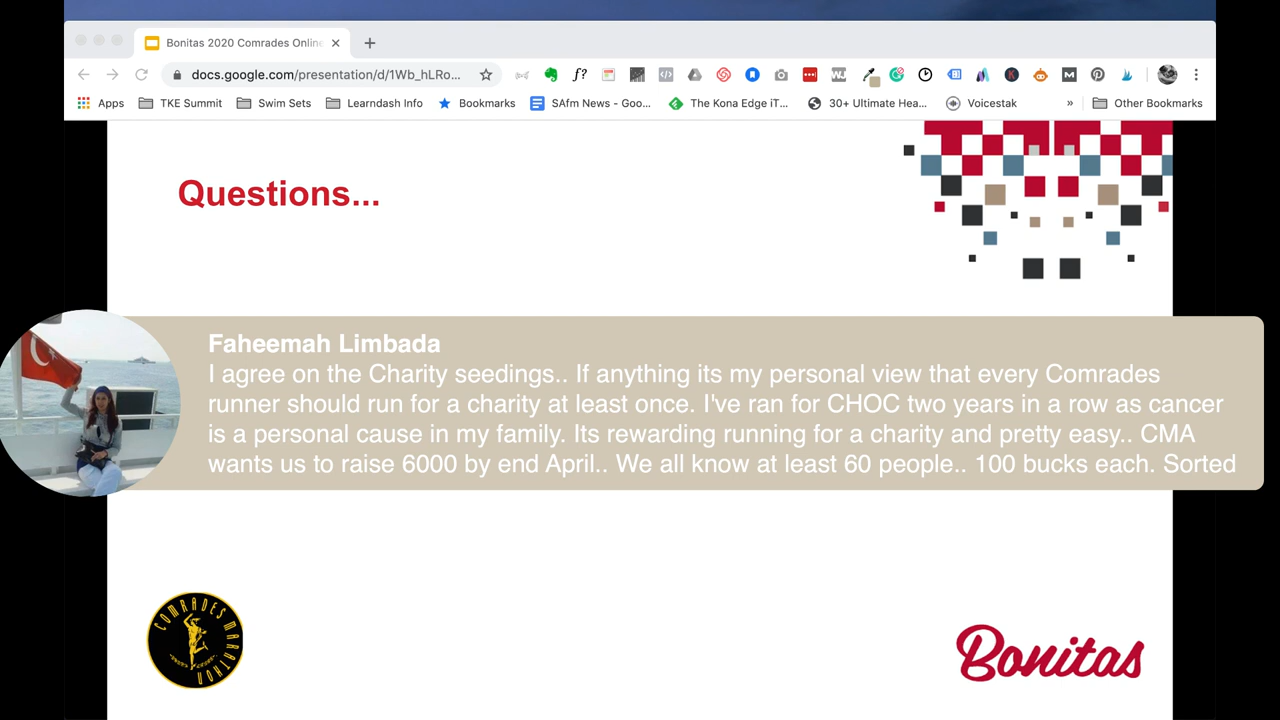 Bonitas 2020 Comrades Onlin
docs.google.com/presentation/d/1Wb_hLRo...
Apps TKE Summit Swim Sets Learndash Info Bookmarks SAfm News - Goo... The Kona Edge iT... 30+ Ultimate Hea... Voicestak » Other Bookmarks
Questions...
Faheemah Limbada
I agree on the Charity seedings.. If anything its my personal view that every Comrades
runner should run for a charity at least once. I've ran for CHOC two years in a row as cancer
is a personal cause in my family. Its rewarding running for a charity and pretty easy.. CMA
wants us to raise 6000 by end April.. We all know at least 60 people.. 100 bucks each. Sorted
COMRADES MARATHON
Bonitas